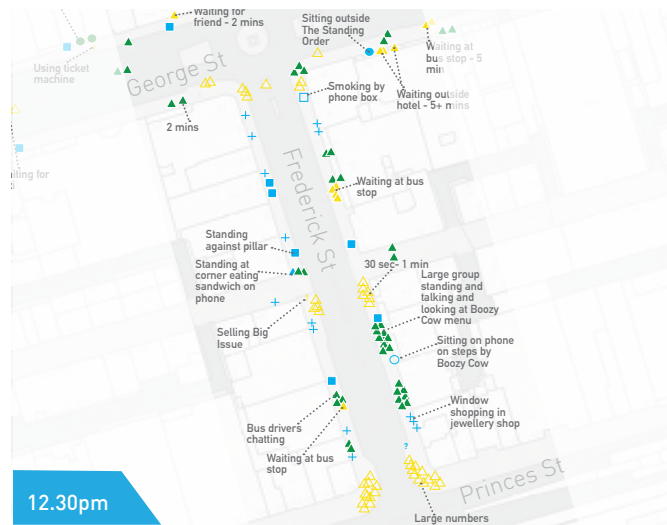 Waiting for
friend - 2 mins
Sitting outside
The Standing
Order
Waiting at
bus stop - 5
min
Using ticket
machine
George St
Smoking by
phone box
Waiting outside
hotel - 5+ mins
2 mins
Frederick St
Waiting at bus
stop
Standing
against pillar
30 sec- 1 min
Standing at
corner eating
sandwich on
phone
Large group
standing and
talking and
looking at Boozy
Cow menu
Selling Big
Issue
Sitting on phone
on steps by
Boozy Cow
Window
shopping in
jewellery shop
Bus drivers
chatting
?
Waiting at bus
stop
Princes St
12.30pm
Large numbers